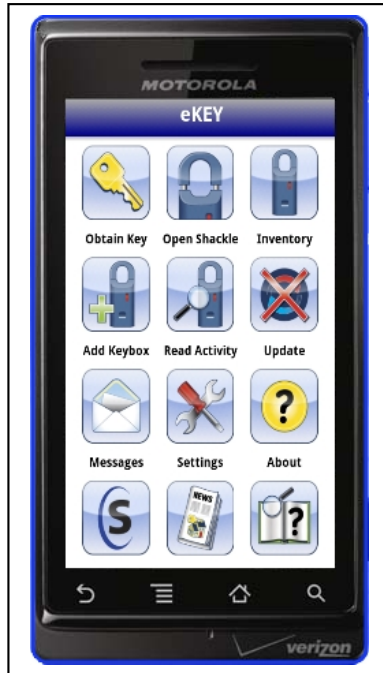 MOTOROLA
eKEY
Obtain Key Open Shackle Inventory
Add Keybox Read Activity Update
Messages Settings About
?
S NEWS ?
verizon